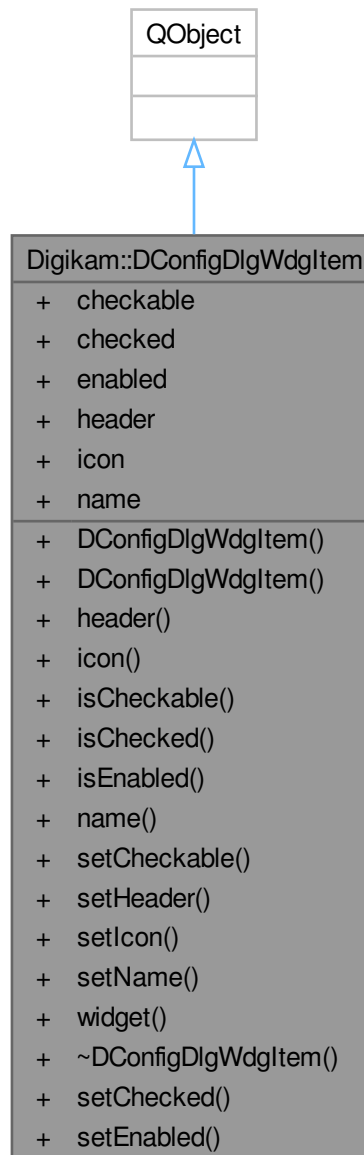 QObject
Digikam::DConfigDlgWdgItem
+ checkable
+ checked
+ enabled
+ header
+ icon
+ name
+ DConfigDlgWdgItem()
+ DConfigDlgWdgItem()
+ header()
+ icon()
+ isCheckable()
+ isChecked()
+ isEnabled()
+ name()
+ setCheckable()
+ setHeader()
+ setIcon()
+ setName()
+ widget()
+ ~DConfigDlgWdgItem()
+ setChecked()
+ setEnabled()